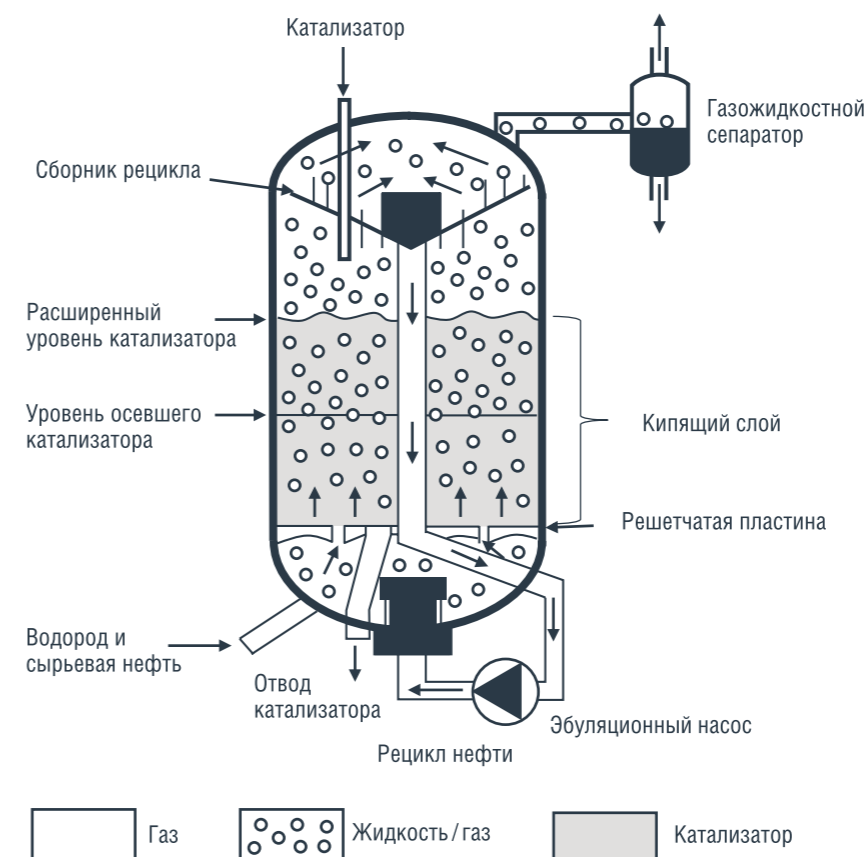 Катализатор
Газожидкостной
сепаратор
Сборник рецикла
Расширенный
уровень катализатора
Уровень осевшего
катализатора
Кипящий слой
Решетчатая пластина
Водород и
сырьевая нефть
Отвод
катализатора
Эбуляционный насос
Рецикл нефти
Газ
Жидкость / газ
Катализатор